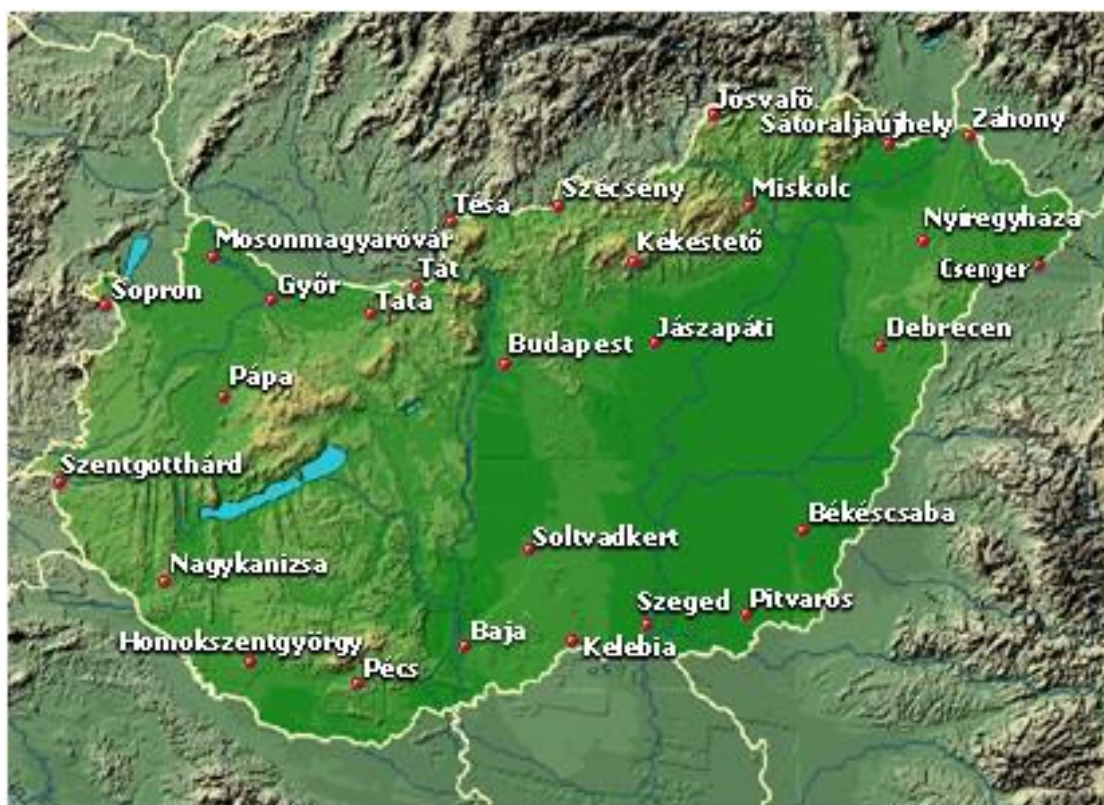 Jósvafő
Sátoraljaújhely
Záhony
Szécsény
Miskolc
Tésa
Nyíregyháza
Mosonmagyaróvár
Kékestető
Tát
Csenger
Sopron
Győr
Tata
Jászapáti
Debrecen
Budapest
Pápa
Szentgotthárd
Békéscsaba
Soltvadkert
Nagykanizsa
Szeged
Pitvaros
Baja
Homokszentgyörgy
Kelebia
Pécs